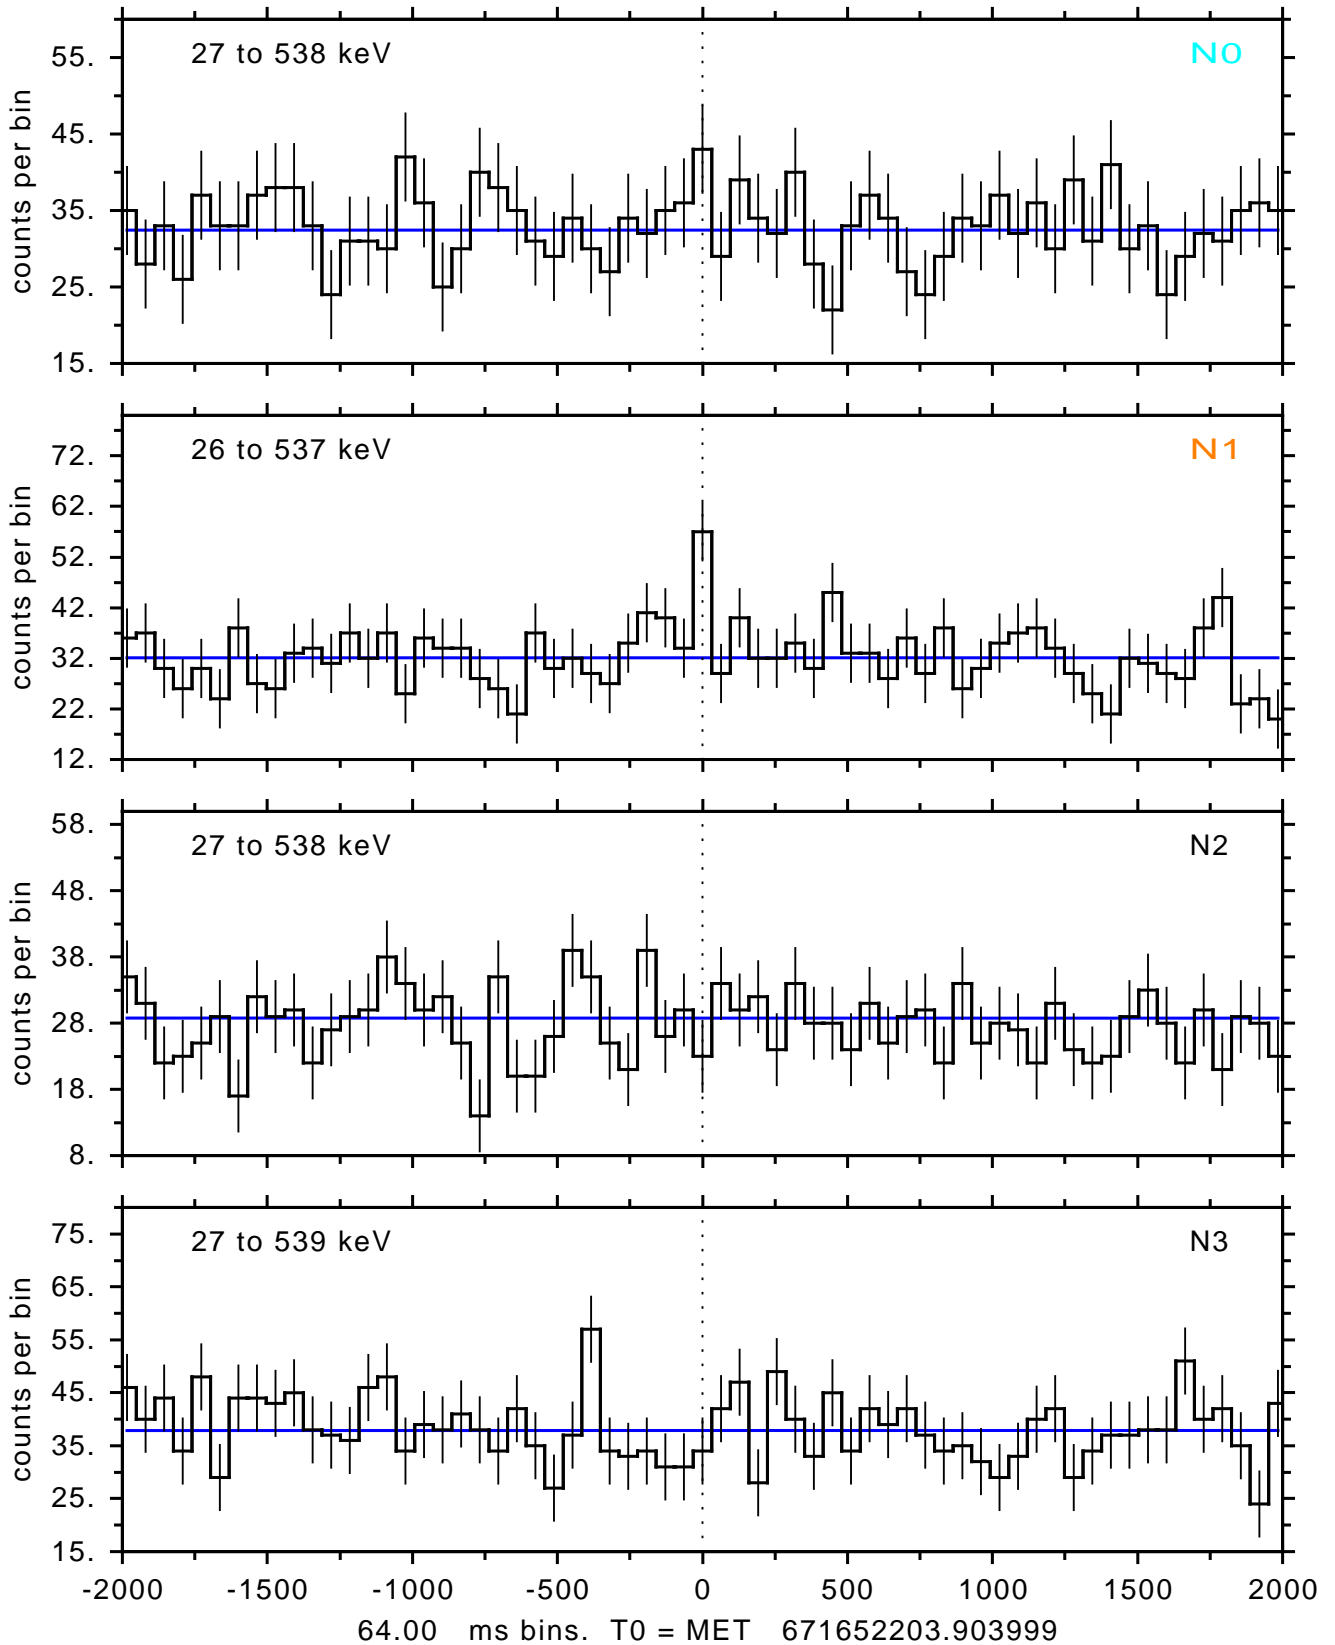 27 to 538 keV N0
55.
45.
35.
25.
15.
counts per bin
26 to 537 keV N1
72.
62.
52.
42.
32.
22.
12.
counts per bin
27 to 538 keV N2
58.
48.
38.
28.
18.
8.
counts per bin
27 to 539 keV N3
75.
65.
55.
45.
35.
25.
15.
counts per bin
-2000 -1500 -1000 -500 0 500 1000 1500 2000
64.00 ms bins. T0 = MET 671652203.903999